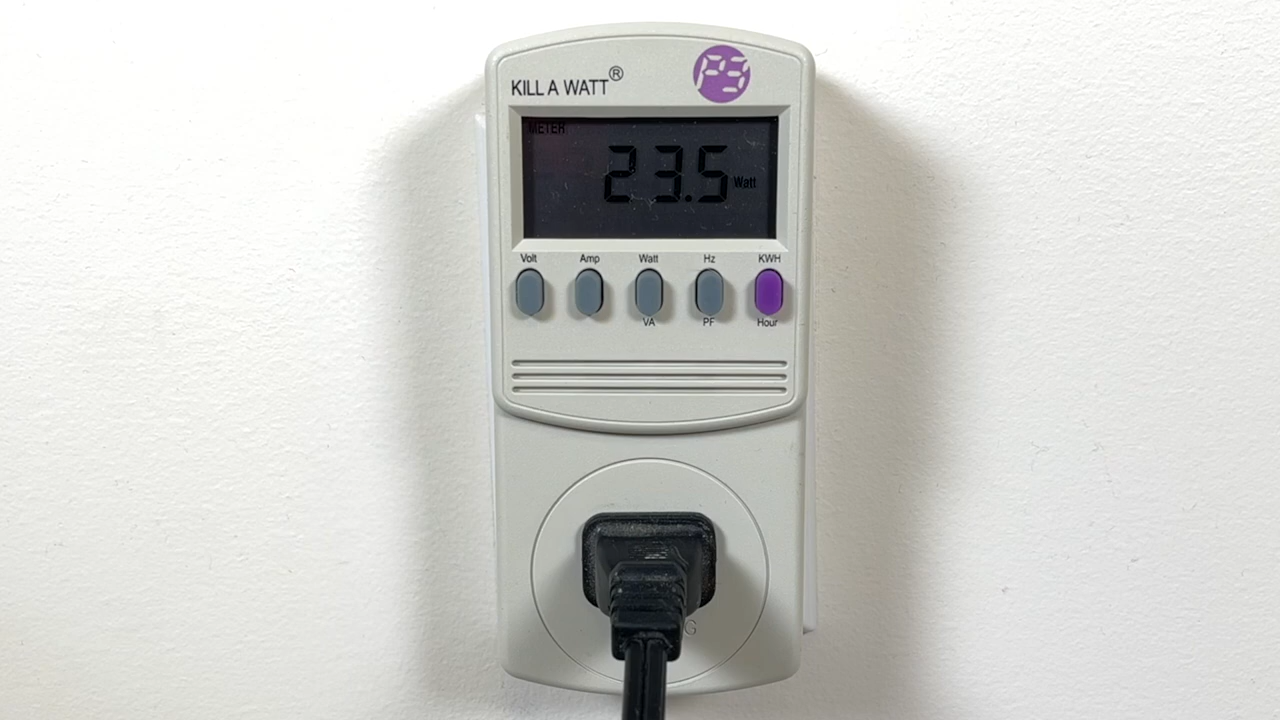 KILL A WATT®
P3
METER
23.5 Watt
Volt Amp Watt Hz KWH
VA PF Hour
G